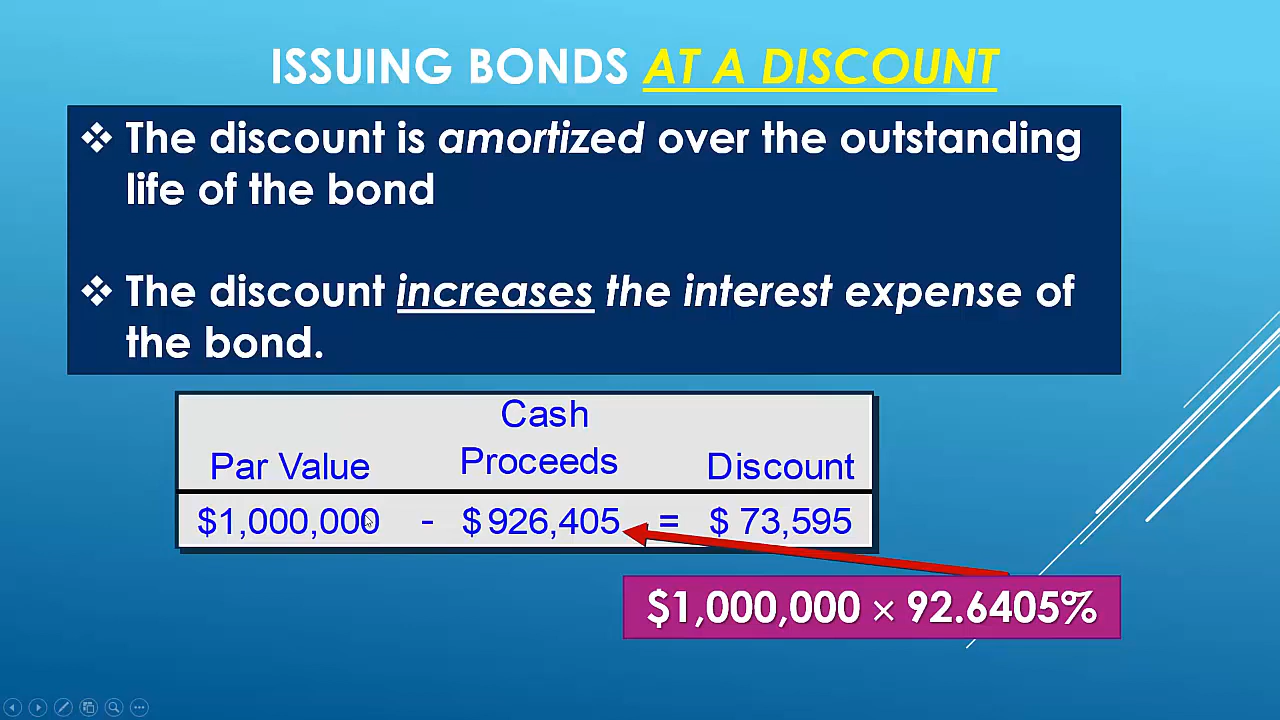 ISSUING BONDS AT A DISCOUNT
❖ The discount is amortized over the outstanding
life of the bond
❖ The discount increases the interest expense of
the bond.
Cash
Par Value Proceeds Discount
$1,000,000 - $ 926,405 = $ 73,595
$1,000,000 × 92.6405%